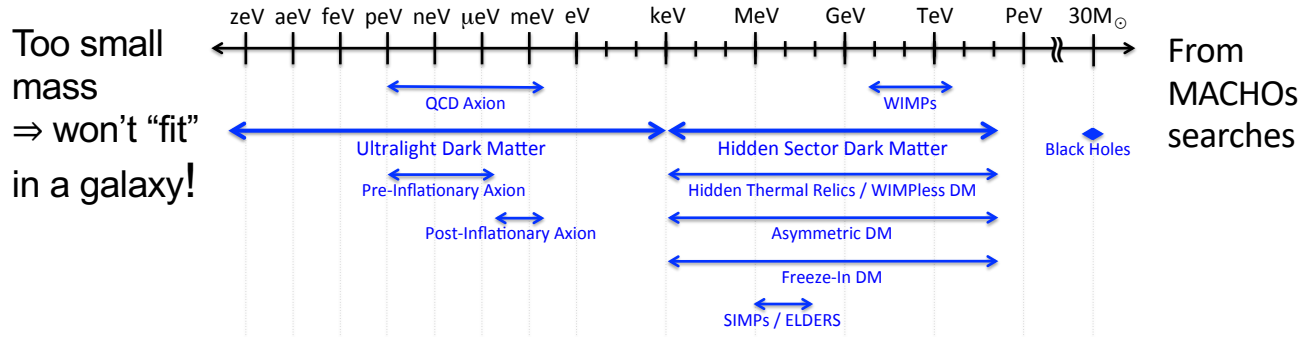 zeV aeV feV peV neV μeV meV eV keV MeV GeV TeV PeV 30M☉
Too small
mass
⇒ won't “fit”
in a galaxy!
QCD Axion
WIMPs
Ultralight Dark Matter
Hidden Sector Dark Matter
Black Holes
Pre-Inflationary Axion
Hidden Thermal Relics / WIMPless DM
Post-Inflationary Axion
Asymmetric DM
Freeze-In DM
SIMPs / ELDERS
From
MACHOs
searches